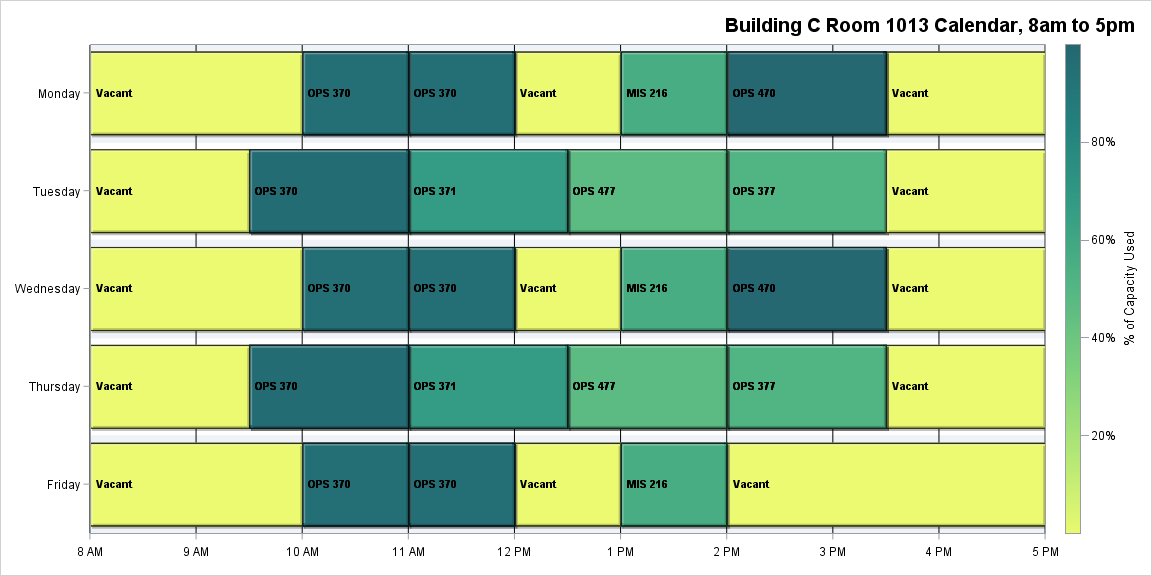 Building C Room 1013 Calendar, 8am to 5pm
Monday
Vacant
OPS 370
OPS 370
Vacant
MIS 216
OPS 470
Vacant
Tuesday
Vacant
OPS 370
OPS 371
OPS 477
OPS 377
Vacant
Wednesday
Vacant
OPS 370
OPS 370
Vacant
MIS 216
OPS 470
Vacant
Thursday
Vacant
OPS 370
OPS 371
OPS 477
OPS 377
Vacant
Friday
Vacant
OPS 370
OPS 370
Vacant
MIS 216
Vacant
8 AM
9 AM
10 AM
11 AM
12 PM
1 PM
2 PM
3 PM
4 PM
5 PM
80%
60%
40%
20%
% of Capacity Used